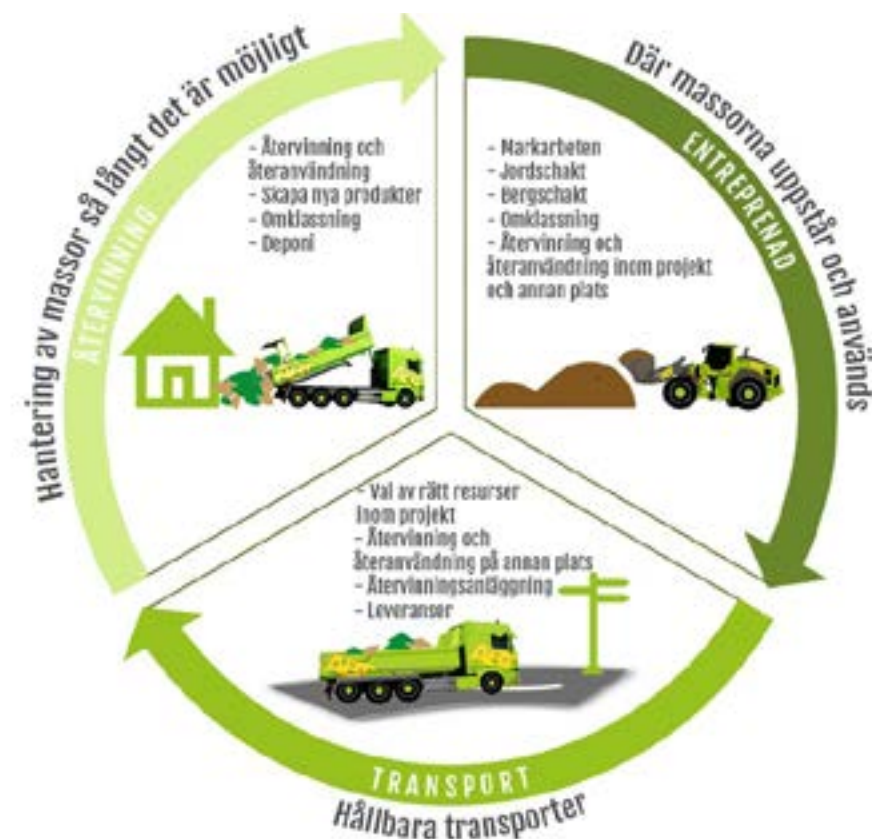 Hantering av massor så långt det är möjligt
ÅTERVINNING
- Återvinning och
återanvändning
- Skapa nya produkter
- Omklassning
- Deponi
Där massorna uppstår och används
ENTREPRENAD
- Markarbeten
- Jordschakt
- Bergschakt
- Omklassning
- Återvinning och
återanvändning inom projekt
och annan plats
- Val av rätt resurser
inom projekt
- Återvinning och
återanvändning på annan plats
- Återvinningsanläggning
- Leveranser
TRANSPORT
Hållbara transporter